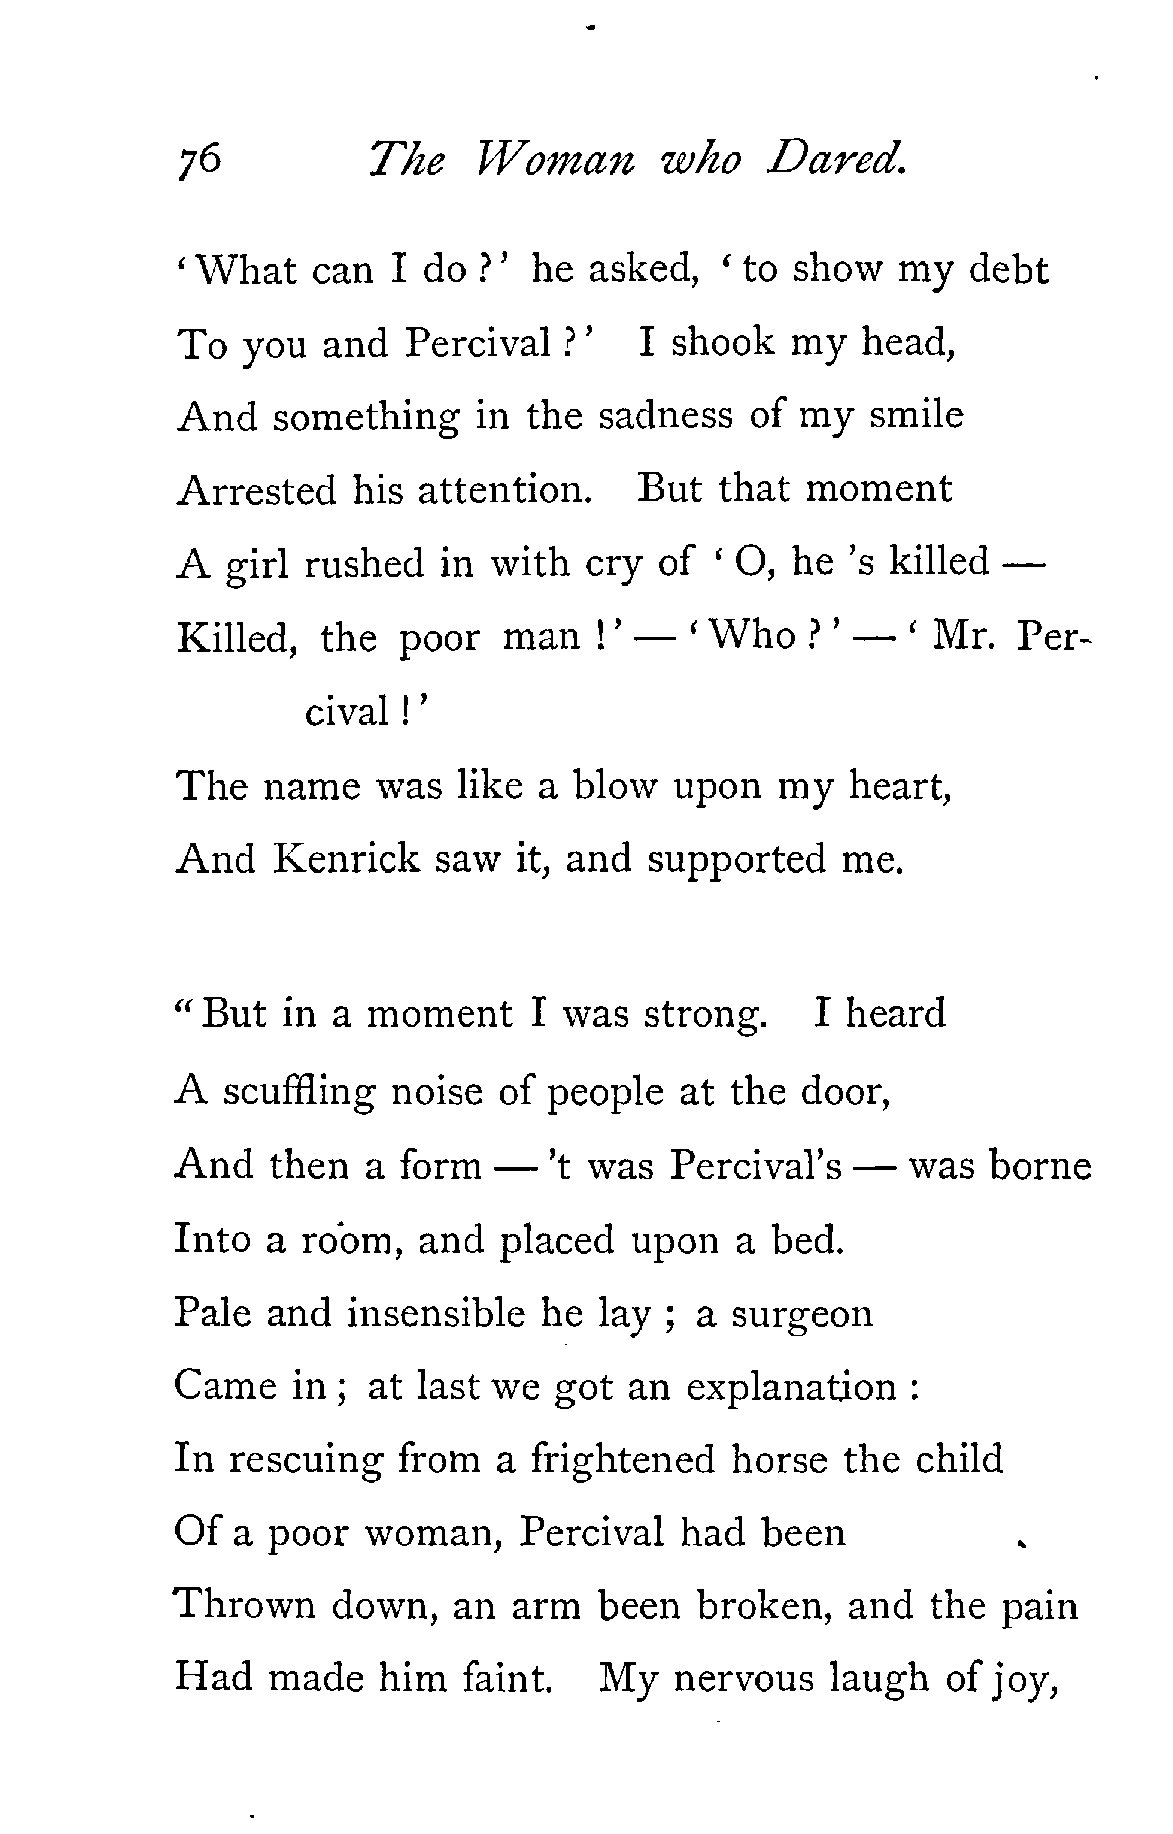 76 The Woman who Dared.
‘What can I do?’ he asked, ‘to show my debt
To you and Percival?’ I shook my head,
And something in the sadness of my smile
Arrested his attention. But that moment
A girl rushed in with cry of ‘O, he ’s killed —
Killed, the poor man!’ — ‘Who?’ — ‘Mr. Per-
cival!’
The name was like a blow upon my heart,
And Kenrick saw it, and supported me.
“But in a moment I was strong. I heard
A scuffling noise of people at the door,
And then a form — ’t was Percival’s — was borne
Into a room, and placed upon a bed.
Pale and insensible he lay; a surgeon
Came in; at last we got an explanation:
In rescuing from a frightened horse the child
Of a poor woman, Percival had been
Thrown down, an arm been broken, and the pain
Had made him faint. My nervous laugh of joy,